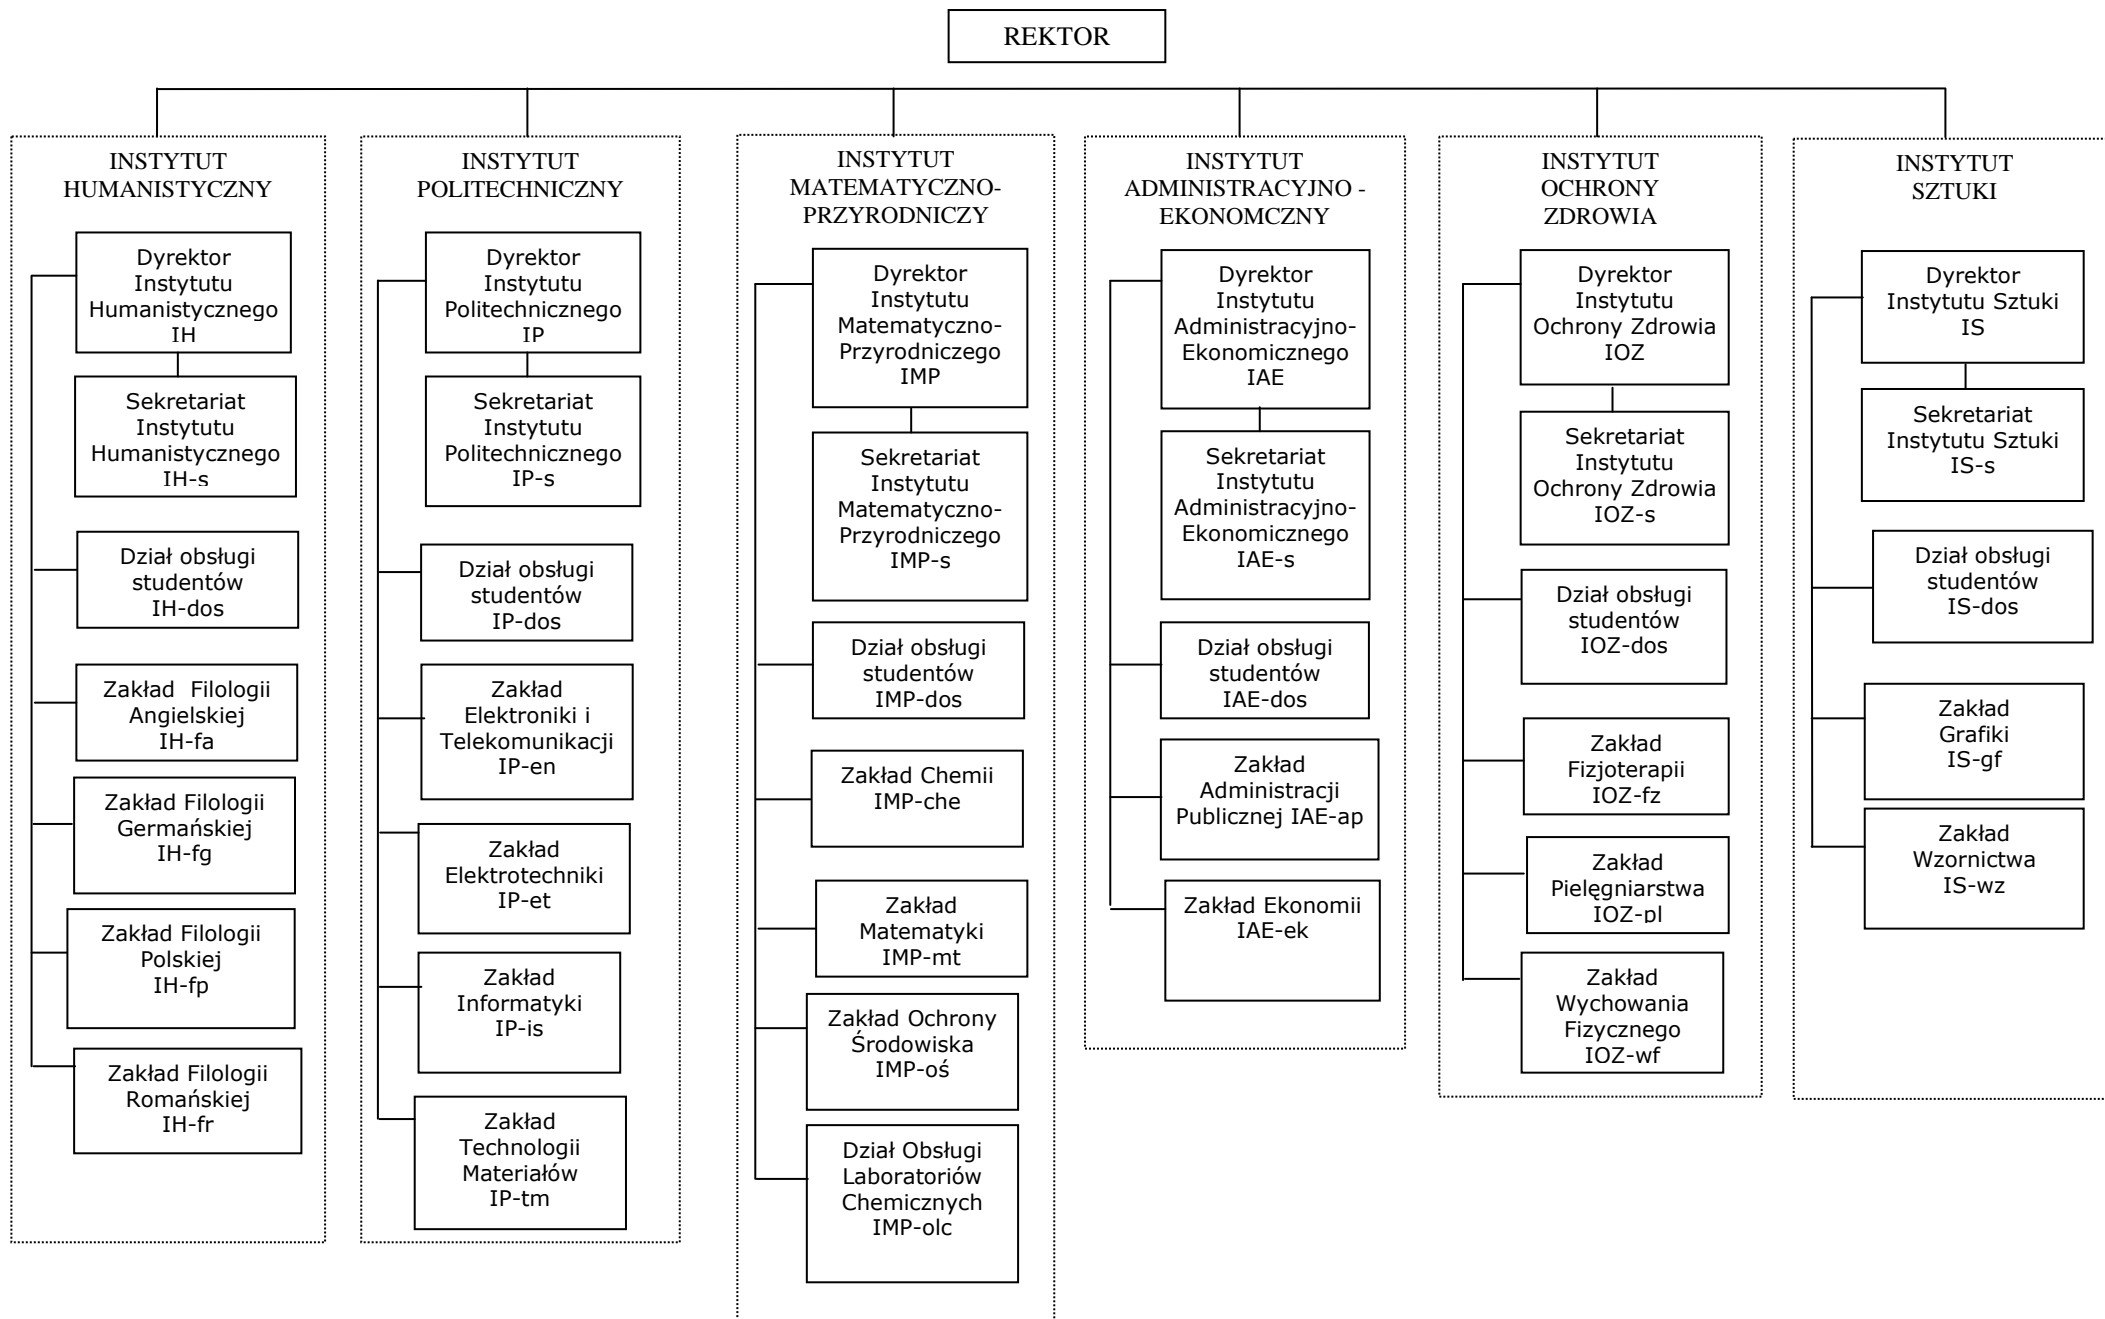 REKTOR
INSTYTUT
HUMANISTYCZNY
Dyrektor
Instytutu
Humanistycznego
IH
Sekretariat
Instytutu
Humanistycznego
IH-s
Dział obsługi
studentów
IH-dos
Zakład Filologii
Angielskiej
IH-fa
Zakład Filologii
Germańskiej
IH-fg
Zakład Filologii
Polskiej
IH-fp
Zakład Filologii
Romańskiej
IH-fr
INSTYTUT
POLITECHNICZNY
Dyrektor
Instytutu
Politechnicznego
IP
Sekretariat
Instytutu
Politechnicznego
IP-s
Dział obsługi
studentów
IP-dos
Zakład
Elektroniki i
Telekomunikacji
IP-en
Zakład
Elektrotechniki
IP-et
Zakład
Informatyki
IP-is
Zakład
Technologii
Materiałów
IP-tm
INSTYTUT
MATEMATYCZNO-
PRZYRODNICZY
Dyrektor
Instytutu
Matematyczno-
Przyrodniczego
IMP
Sekretariat
Instytutu
Matematyczno-
Przyrodniczego
IMP-s
Dział obsługi
studentów
IMP-dos
Zakład Chemii
IMP-che
Zakład
Matematyki
IMP-mt
Zakład Ochrony
Środowiska
IMP-oś
Dział Obsługi
Laboratoriów
Chemicznych
IMP-olc
INSTYTUT
ADMINISTRACYJNO -
EKONOMCZNY
Dyrektor
Instytutu
Administracyjno-
Ekonomicznego
IAE
Sekretariat
Instytutu
Administracyjno-
Ekonomicznego
IAE-s
Dział obsługi
studentów
IAE-dos
Zakład
Administracji
Publicznej IAE-ap
Zakład Ekonomii
IAE-ek
INSTYTUT
OCHRONY
ZDROWIA
Dyrektor
Instytutu
Ochrony Zdrowia
IOZ
Sekretariat
Instytutu
Ochrony Zdrowia
IOZ-s
Dział obsługi
studentów
IOZ-dos
Zakład
Fizjoterapii
IOZ-fz
Zakład
Pielęgniarstwa
IOZ-pl
Zakład
Wychowania
Fizycznego
IOZ-wf
INSTYTUT
SZTUKI
Dyrektor
Instytutu Sztuki
IS
Sekretariat
Instytutu Sztuki
IS-s
Dział obsługi
studentów
IS-dos
Zakład
Grafiki
IS-gf
Zakład
Wzornictwa
IS-wz